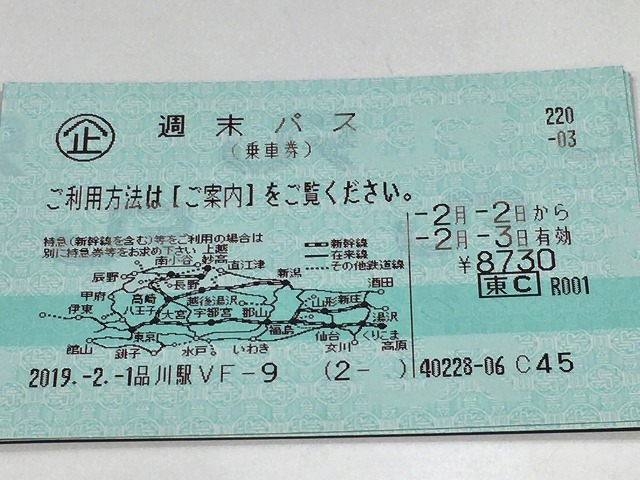 企 週末パス 220
(乗車券) -03
ご利用方法は【ご案内】をご覧ください。
-2月-2日から
-2月-3日有効
¥8730
東C R001
特急(新幹線を含む)等をご利用の場合は
別に特急券等をお求め下さい
新幹線
在来線
その他鉄道線
上越
南小谷 妙高
直江津
辰野 長野 新潟 酒田
甲府 高崎 越後湯沢 山形 新庄
伊東 八王子 大宮 宇都宮 郡山 湯沢
東京 福島 仙台 くりこま
館山 銚子 水戸 いわき 女川 高原
2019.-2.-1品川駅VF-9 (2- ) 40228-06 C45